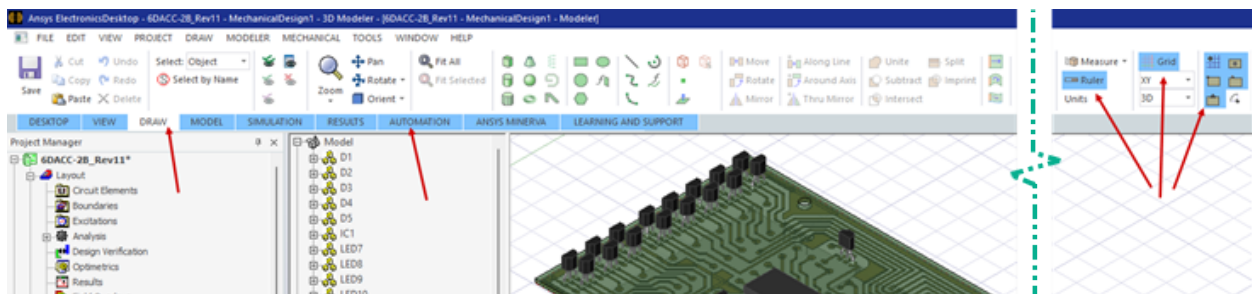 Ansys ElectronicsDesktop - 6DACC-2B_Rev11 - MechanicalDesign1 - 3D Modeler - [6DACC-2B_Rev11 - MechanicalDesign1 - Modeler]
FILE EDIT VIEW PROJECT DRAW MODELER MECHANICAL TOOLS WINDOW HELP
Save
Cut Undo
Copy Redo
Paste Delete
Select: Object
Select by Name
Zoom
Pan
Rotate
Orient
Fit All
Fit Selected
Move Along Line
Rotate Around Axis
Mirror Thru Mirror
Unite Split
Subtract Imprint
Intersect
Measure
Ruler
Units
Grid
XY
3D
DESKTOP VIEW DRAW MODEL SIMULATION RESULTS AUTOMATION ANSYS MINERVA LEARNING AND SUPPORT
Project Manager
6DACC-2B_Rev11*
Layout
Circuit Elements
Boundaries
Excitations
Analysis
Design Verification
Optimetrics
Results
Model
D1
D2
D3
D4
D5
IC1
LED7
LED8
LED9
LED10